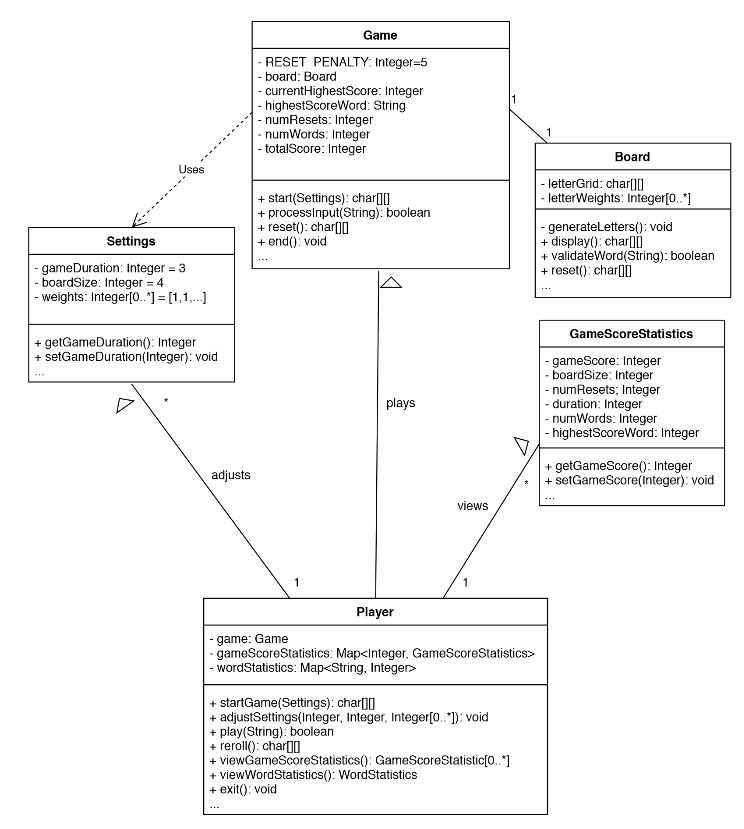 Game
- RESET PENALTY: Integer=5
- board: Board
- currentHighestScore: Integer
- highestScoreWord: String
- numResets: Integer
- numWords: Integer
- totalScore: Integer
+ start(Settings): char[][]
+ processInput(String): boolean
+ reset(): char[][]
+ end(): void
...
1
1
Board
- letterGrid: char[][]
- letterWeights: Integer[0..*]
- generateLetters(): void
+ display(): char[][]
+ validateWord(String): boolean
+ reset(): char[][]
...
Uses
Settings
- gameDuration: Integer = 3
- boardSize: Integer = 4
- weights: Integer[0..*] = [1,1,...]
+ getGameDuration(): Integer
+ setGameDuration(Integer): void
...
GameScoreStatistics
- gameScore: Integer
- boardSize: Integer
- numResets; Integer
- duration: Integer
- numWords: Integer
- highestScoreWord: Integer
+ getGameScore(): Integer
+ setGameScore(Integer): void
...
*
plays
adjusts
*
views
1
1
Player
- game: Game
- gameScoreStatistics: Map<Integer, GameScoreStatistics>
- wordStatistics: Map<String, Integer>
+ startGame(Settings): char[][]
+ adjustSettings(Integer, Integer, Integer[0..*]): void
+ play(String): boolean
+ reroll(): char[][]
+ viewGameScoreStatistics(): GameScoreStatistic[0..*]
+ viewWordStatistics(): WordStatistics
+ exit(): void
...